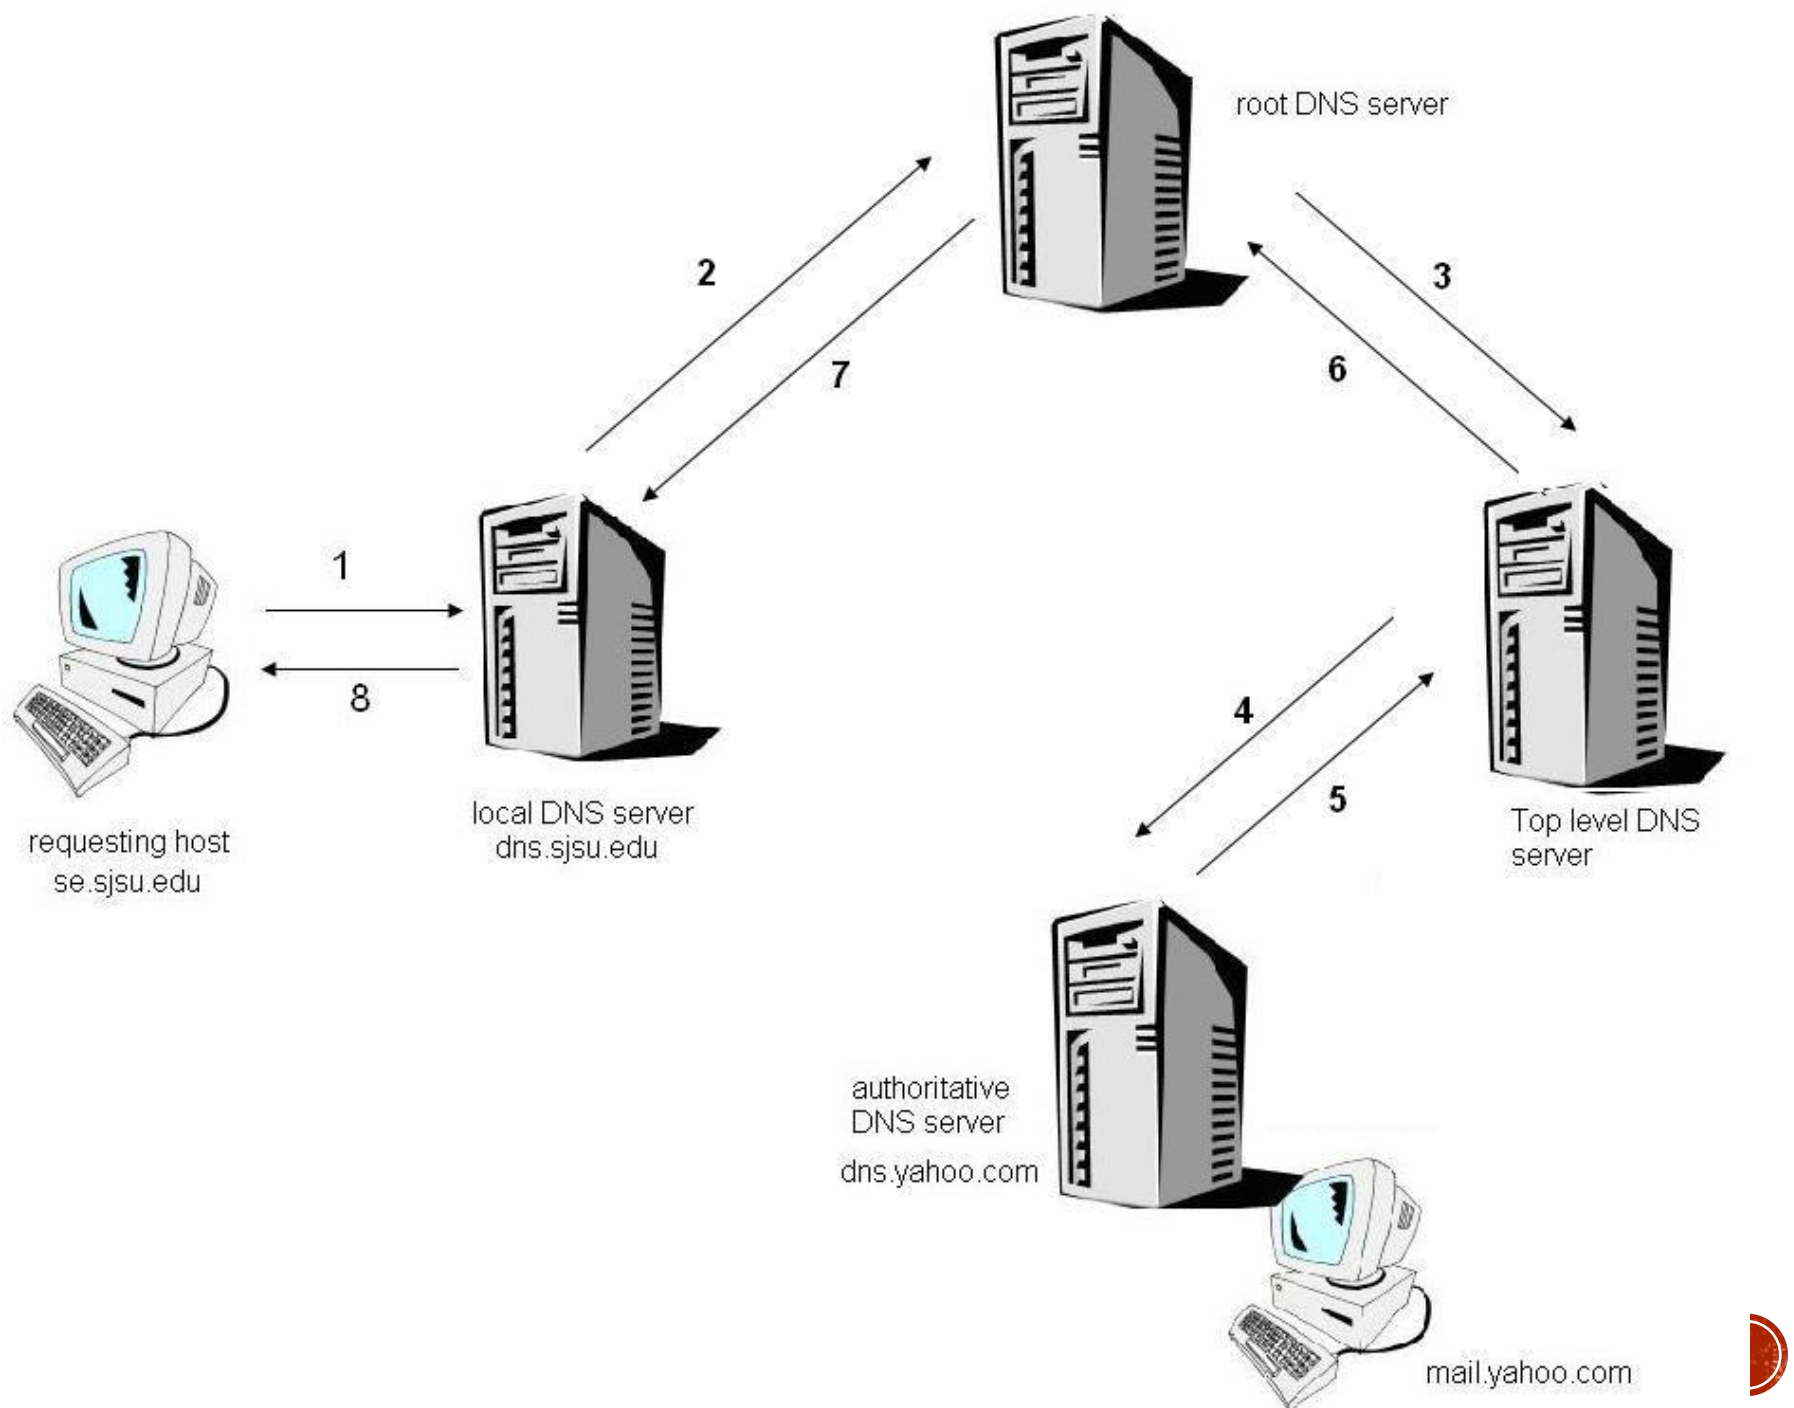 root DNS server
2
3
7
6
1
8
local DNS server
dns.sjsu.edu
requesting host
se.sjsu.edu
4
5
Top level DNS
server
authoritative
DNS server
dns.yahoo.com
mail.yahoo.com